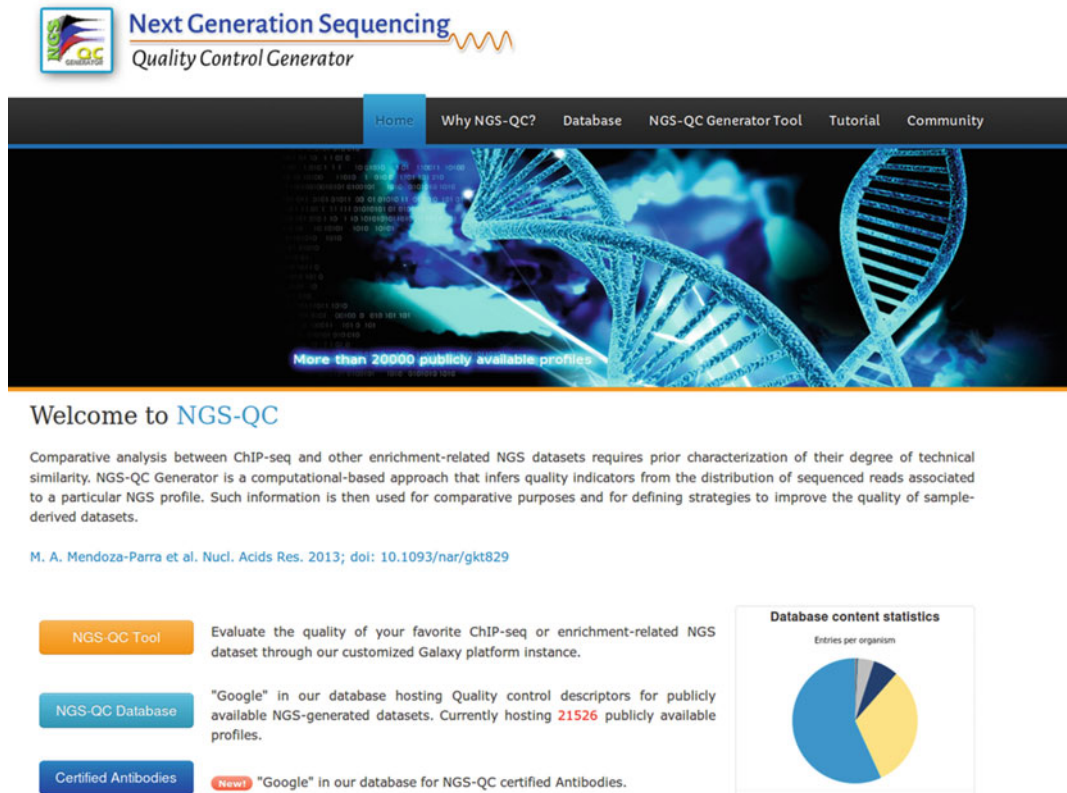 NGS
QC
GENERATOR
Next Generation Sequencing
Quality Control Generator
Home Why NGS-QC? Database NGS-QC Generator Tool Tutorial Community
More than 20000 publicly available profiles
Welcome to NGS-QC
Comparative analysis between ChIP-seq and other enrichment-related NGS datasets requires prior characterization of their degree of technical
similarity. NGS-QC Generator is a computational-based approach that infers quality indicators from the distribution of sequenced reads associated
to a particular NGS profile. Such information is then used for comparative purposes and for defining strategies to improve the quality of sample-
derived datasets.
M. A. Mendoza-Parra et al. Nucl. Acids Res. 2013; doi: 10.1093/nar/gkt829
NGS-QC Tool
Evaluate the quality of your favorite ChIP-seq or enrichment-related NGS
dataset through our customized Galaxy platform instance.
NGS-QC Database
"Google" in our database hosting Quality control descriptors for publicly
available NGS-generated datasets. Currently hosting 21526 publicly available
profiles.
Certified Antibodies
New! "Google" in our database for NGS-QC certified Antibodies.
Database content statistics
Entries per organism